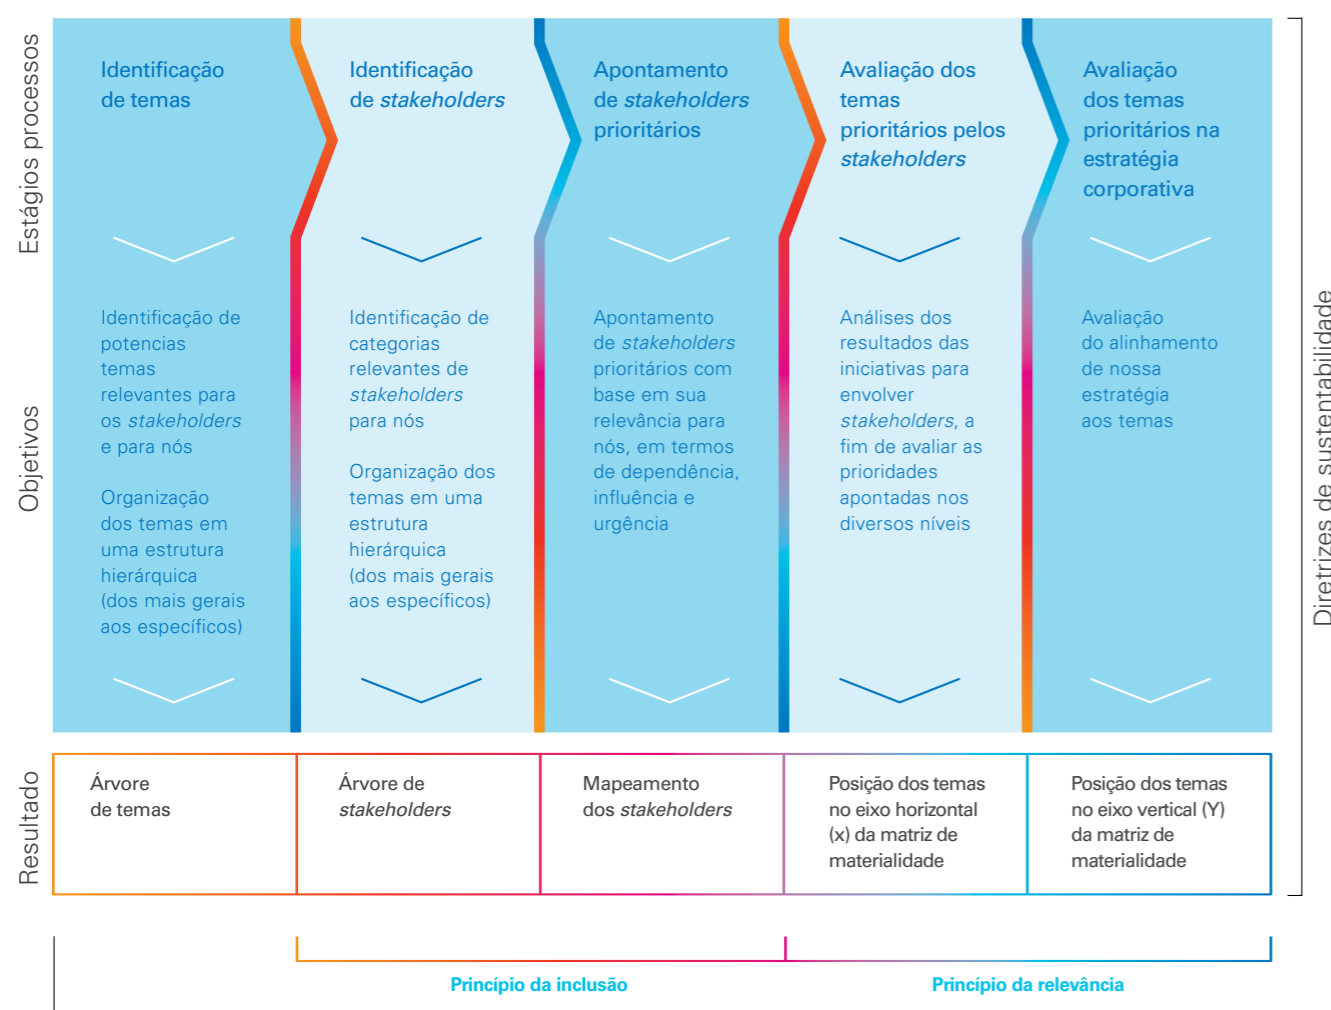 Estágios processos
Identificação
de temas
Identificação
de stakeholders
Apontamento
de stakeholders
prioritários
Avaliação dos
temas
prioritários pelos
stakeholders
Avaliação
dos temas
prioritários na
estratégia
corporativa
Objetivos
Identificação de
potencias
temas
relevantes para
os stakeholders
e para nós
Organização
dos temas em
uma estrutura
hierárquica
(dos mais gerais
aos específicos)
Identificação de
categorias
relevantes de
stakeholders
para nós
Organização dos
temas em uma
estrutura
hierárquica
(dos mais gerais
aos específicos)
Apontamento
de stakeholders
prioritários com
base em sua
relevância para
nós, em termos
de dependência,
influência e
urgência
Análises dos
resultados das
iniciativas para
envolver
stakeholders, a
fim de avaliar as
prioridades
apontadas nos
diversos níveis
Avaliação
do alinhamento
de nossa
estratégia
aos temas
Resultado
Árvore
de temas
Árvore de
stakeholders
Mapeamento
dos stakeholders
Posição dos temas
no eixo horizontal
(x) da matriz de
materialidade
Posição dos temas
no eixo vertical (Y)
da matriz de
materialidade
Diretrizes de sustentabilidade
Princípio da inclusão
Princípio da relevância